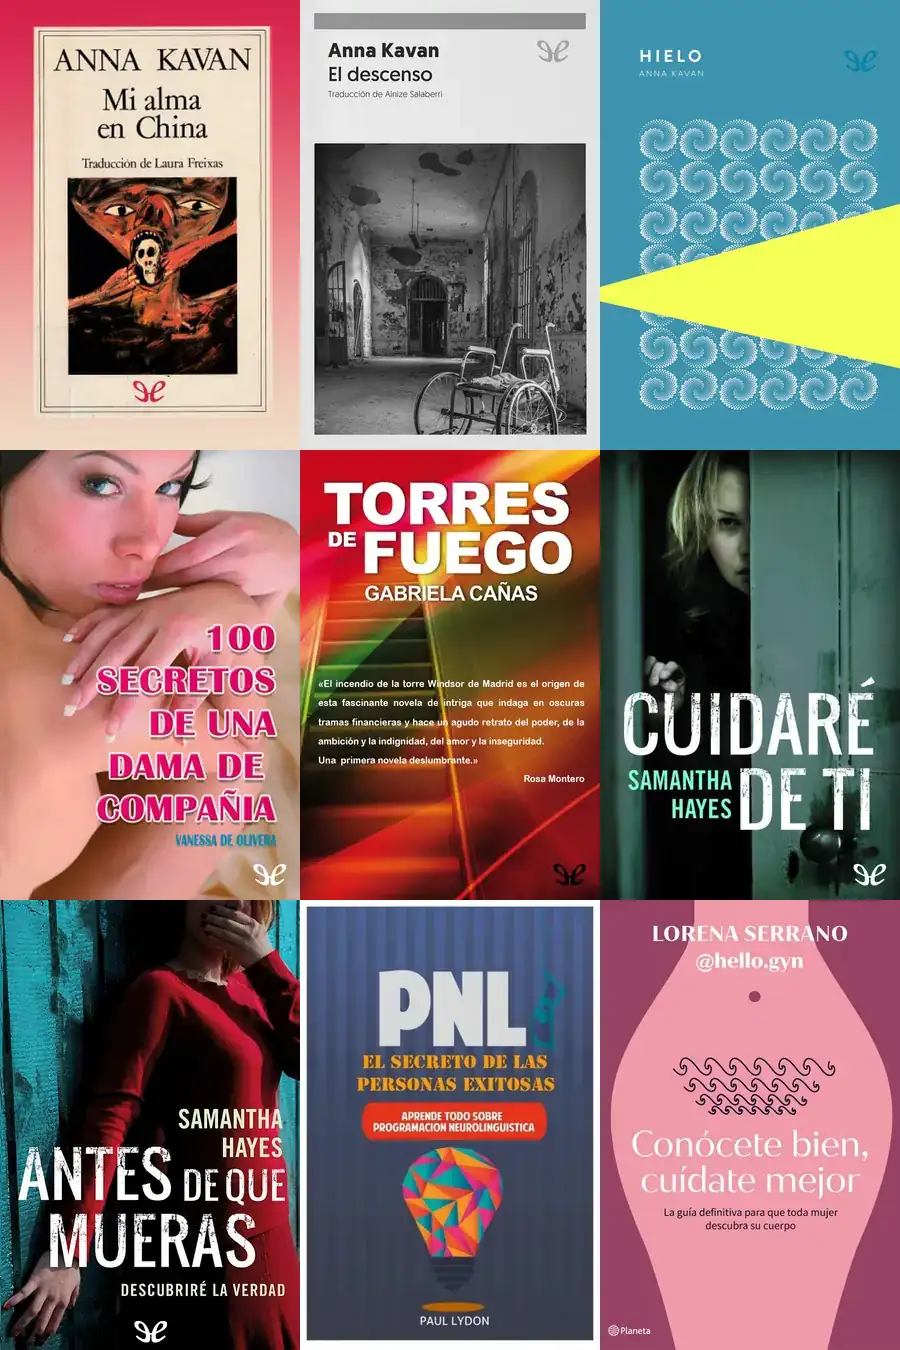 ANNA KAVAN
Mi alma
en China
Traducción de Laura Freixas
Anna Kavan
El descenso
Traducción de Ainize Salaberri
HIELO
ANNA KAVAN
100
SECRETOS
DE UNA
DAMA DE
COMPAÑIA
VANESSA DE OLIVEIRA
TORRES
DE FUEGO
GABRIELA CAÑAS
«El incendio de la torre Windsor de Madrid es el origen de
esta fascinante novela de intriga que indaga en oscuras
tramas financieras y hace un agudo retrato del poder, de la
ambición y la indignidad, del amor y la inseguridad.
Una primera novela deslumbrante.»
Rosa Montero
CUIDARÉ
SAMANTHA
HAYES
DE TI
SAMANTHA
HAYES
ANTES
DE QUE
MUERAS
DESCUBRIRÉ LA VERDAD
PNL
EL SECRETO DE LAS
PERSONAS EXITOSAS
APRENDE TODO SOBRE
PROGRAMACION NEUROLINGUISTICA
PAUL LYDON
LORENA SERRANO
@hello.gyn
Conócete bien,
cuídate mejor
La guía definitiva para que toda mujer
descubra su cuerpo
Planeta